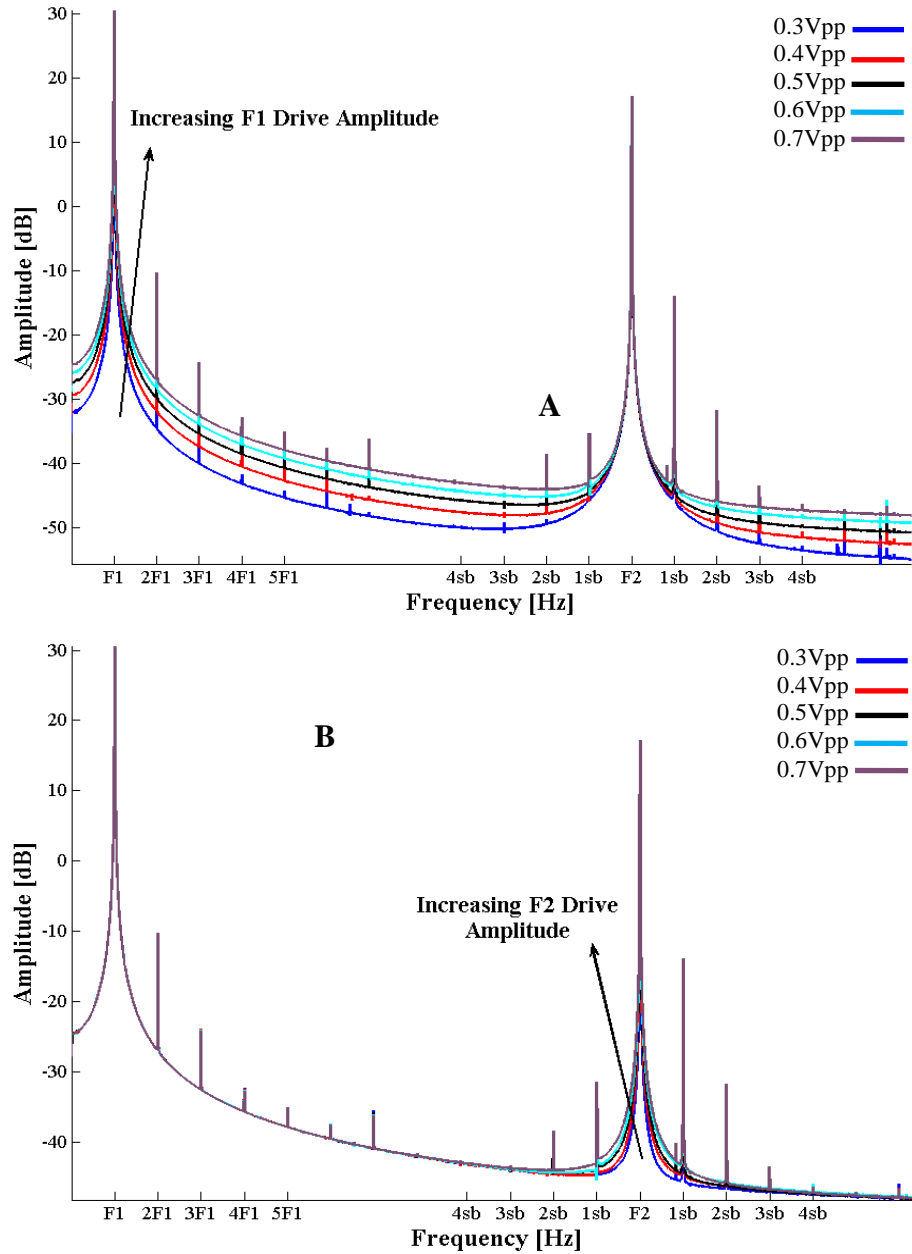 30
20
10
0
-10
-20
-30
-40
-50
Amplitude [dB]
0.3Vpp
0.4Vpp
0.5Vpp
0.6Vpp
0.7Vpp
Increasing F1 Drive Amplitude
A
F1 2F1 3F1 4F1 5F1 4sb 3sb 2sb 1sb F2 1sb 2sb 3sb 4sb
Frequency [Hz]
30
20
10
0
-10
-20
-30
-40
Amplitude [dB]
0.3Vpp
0.4Vpp
0.5Vpp
0.6Vpp
0.7Vpp
B
Increasing F2 Drive
Amplitude
F1 2F1 3F1 4F1 5F1 4sb 3sb 2sb 1sb F2 1sb 2sb 3sb 4sb
Frequency [Hz]